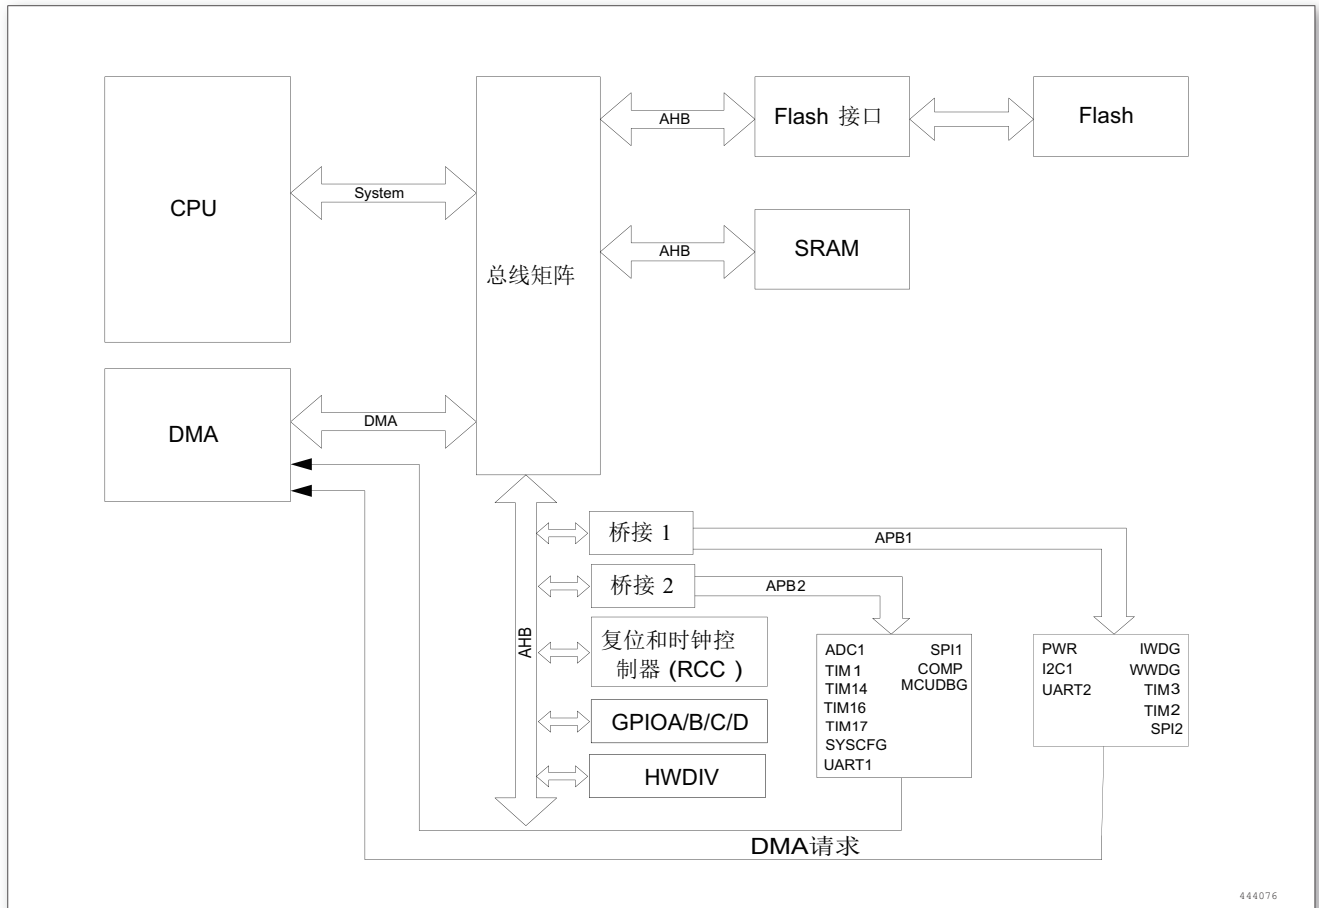 CPU
System
总线矩阵
AHB
Flash 接口
Flash
AHB
SRAM
DMA
DMA
AHB
桥接 1
APB1
桥接 2
APB2
复位和时钟控
制器 (RCC )
GPIOA/B/C/D
HWDIV
ADC1
TIM 1
TIM14
TIM16
TIM17
SYSCFG
UART1
SPI1
COMP
MCUDBG
PWR
I2C1
UART2
IWDG
WWDG
TIM3
TIM2
SPI2
DMA请求
444076